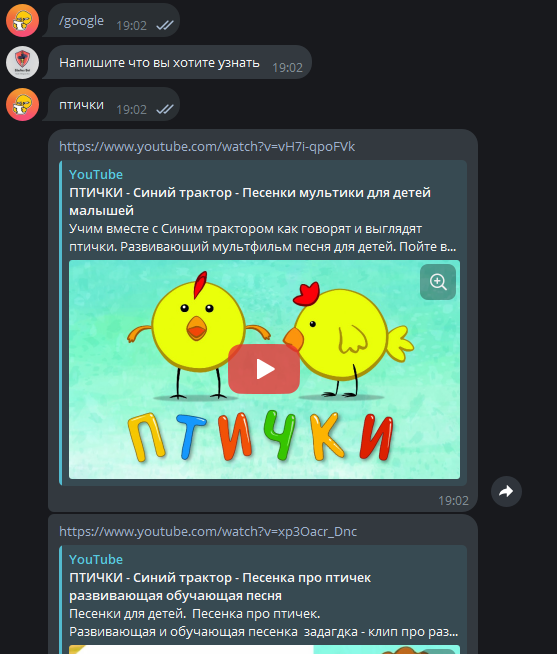 /google 19:02
Напишите что вы хотите узнать 19:02
птички 19:02
https://www.youtube.com/watch?v=vH7i-qpoFVk
YouTube
ПТИЧКИ - Синий трактор - Песенки мультики для детей
малышей
Учим вместе с Синим трактором как говорят и выглядят
птички. Развивающий мультфильм песня для детей. Пойте в...
ПТИЧКИ
19:02
https://www.youtube.com/watch?v=xp3Oacr_Dnc
YouTube
ПТИЧКИ - Синий трактор - Песенка про птичек
развивающая обучающая песня
Песенки для детей. Песенка про птичек.
Развивающая и обучающая песенка задагдка - клип про раз...